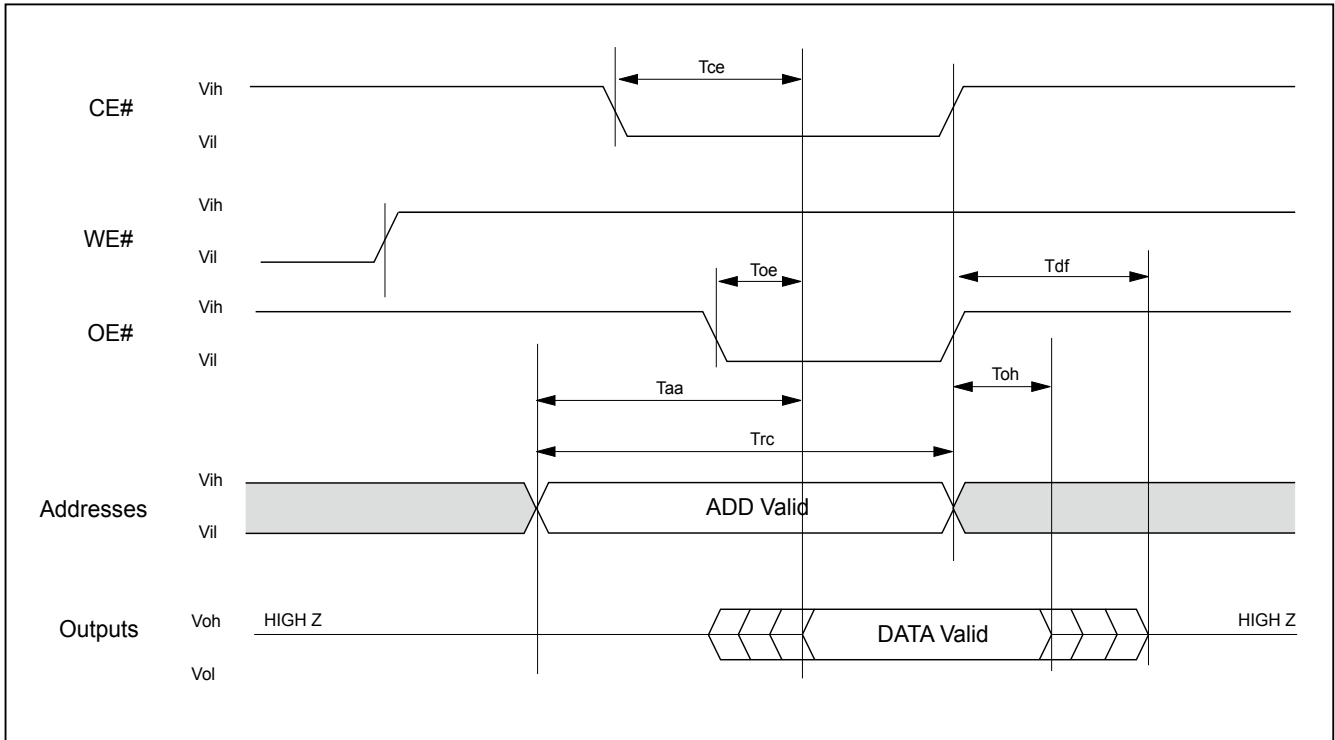 Tce
Vih
CE#
Vil
Vih
WE#
Vil
Toe
Tdf
Vih
OE#
Vil
Taa
Toh
Trc
Vih
Addresses
ADD Valid
Vil
Outputs
Voh
HIGH Z
DATA Valid
HIGH Z
Vol